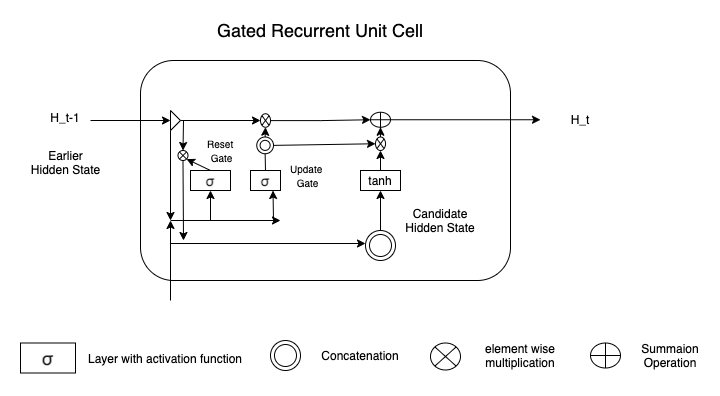 Gated Recurrent Unit Cell
H_t-1
H_t
Earlier
Hidden State
Reset
Gate
σ
σ
Update
Gate
tanh
Candidate
Hidden State
σ
Layer with activation function
Concatenation
element wise
multiplication
Summaion
Operation